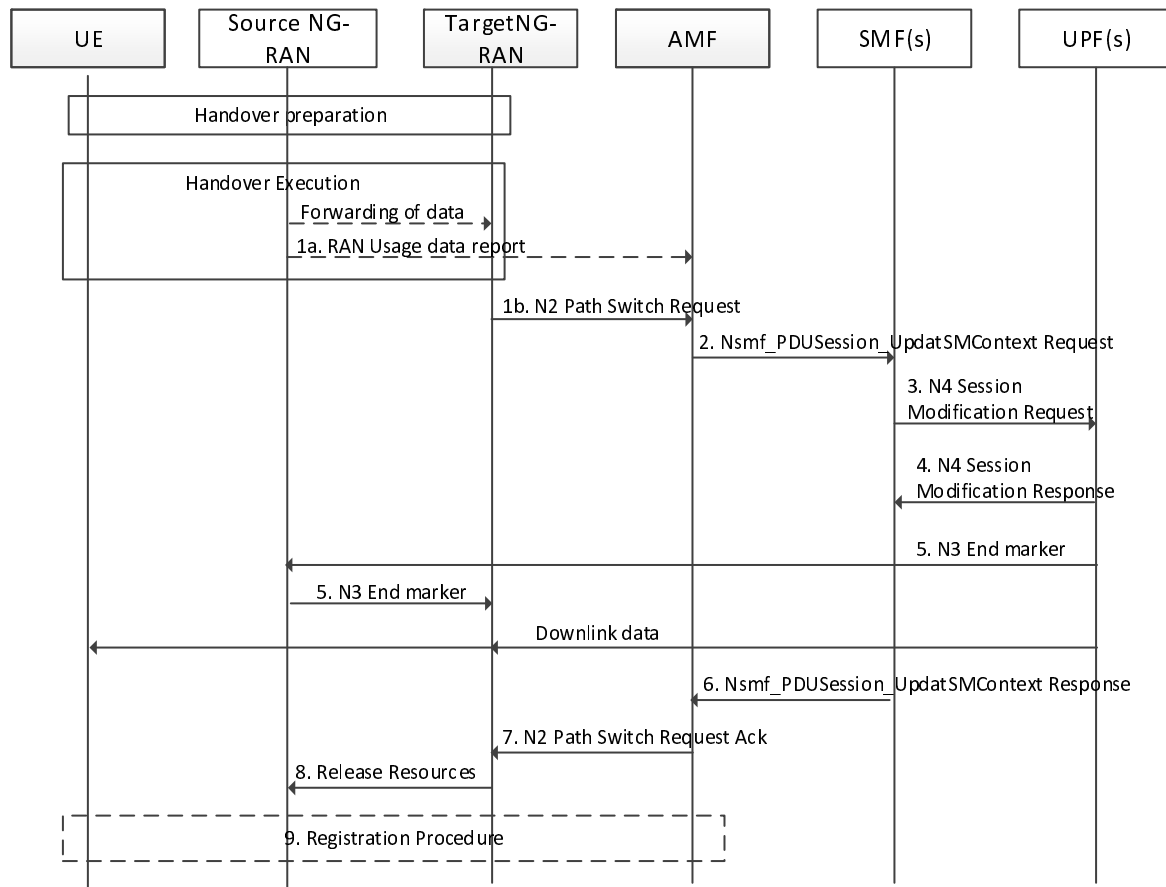 UE
Source NG-
RAN
TargetNG-
RAN
AMF
SMF(s)
UPF(s)
Handover preparation
Handover Execution
Forwarding of data
1a. RAN Usage data report
1b. N2 Path Switch Request
2. Nsmf_PDUSession_UpdatSMContext Request
3. N4 Session
Modification Request
4. N4 Session
Modification Response
5. N3 End marker
5. N3 End marker
Downlink data
6. Nsmf_PDUSession_UpdatSMContext Response
7. N2 Path Switch Request Ack
8. Release Resources
9. Registration Procedure